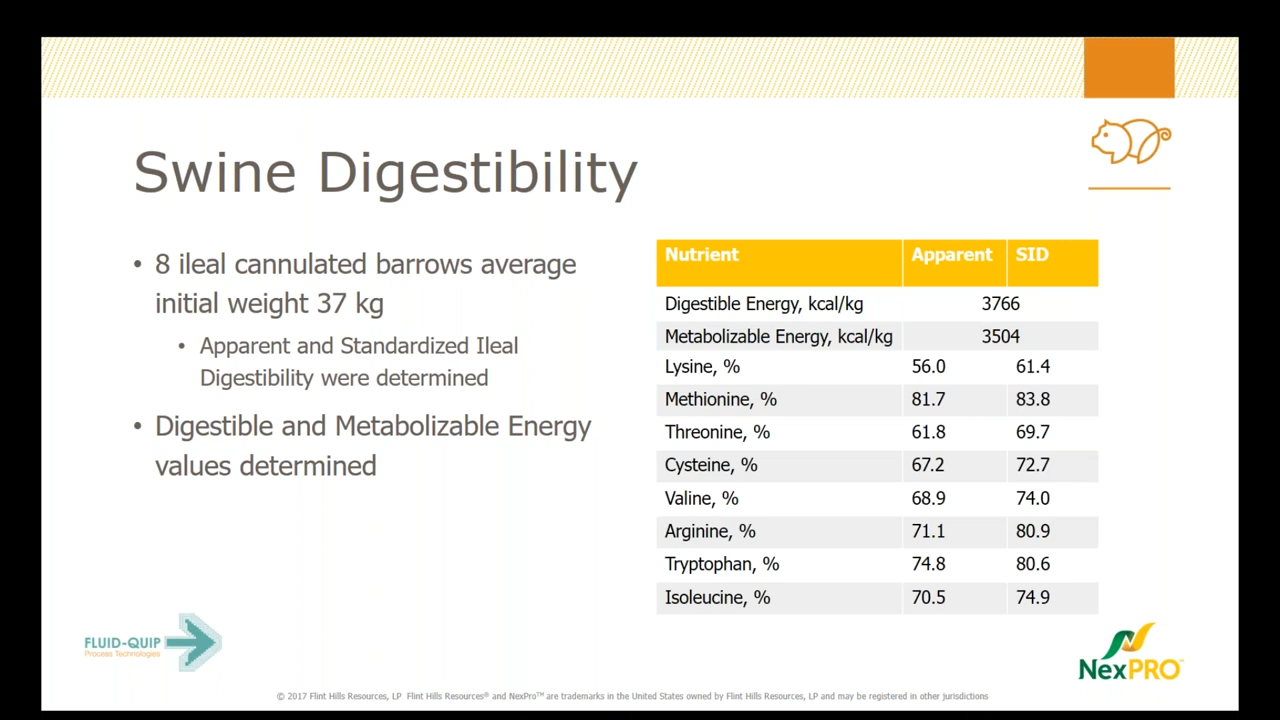 Swine Digestibility
• 8 ileal cannulated barrows average
initial weight 37 kg
• Apparent and Standardized Ileal
Digestibility were determined
• Digestible and Metabolizable Energy
values determined
Nutrient Apparent SID
Digestible Energy, kcal/kg 3766
Metabolizable Energy, kcal/kg 3504
Lysine, % 56.0 61.4
Methionine, % 81.7 83.8
Threonine, % 61.8 69.7
Cysteine, % 67.2 72.7
Valine, % 68.9 74.0
Arginine, % 71.1 80.9
Tryptophan, % 74.8 80.6
Isoleucine, % 70.5 74.9
FLUID-QUIP
Process Technologies
NexPRO™
© 2017 Flint Hills Resources, LP Flint Hills Resources® and NexPro™ are trademarks in the United States owned by Flint Hills Resources, LP and may be registered in other jurisdictions